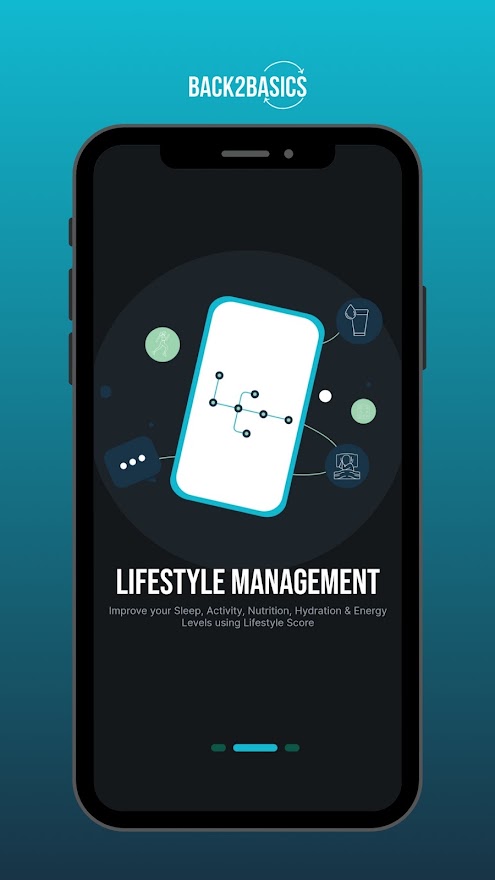 BACK2BASICS
LIFESTYLE MANAGEMENT
Improve your Sleep, Activity, Nutrition, Hydration & Energy
Levels using Lifestyle Score